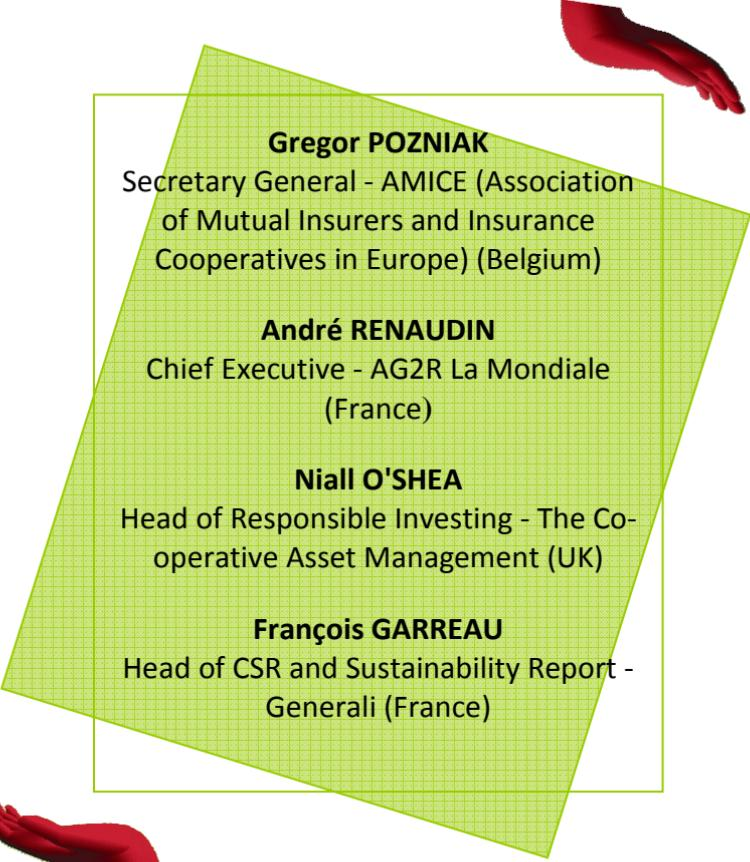 Gregor POZNIAK
Secretary General - AMICE (Association
of Mutual Insurers and Insurance
Cooperatives in Europe) (Belgium)
André RENAUDIN
Chief Executive - AG2R La Mondiale
(France)
Niall O'SHEA
Head of Responsible Investing - The Co-
operative Asset Management (UK)
François GARREAU
Head of CSR and Sustainability Report -
Generali (France)